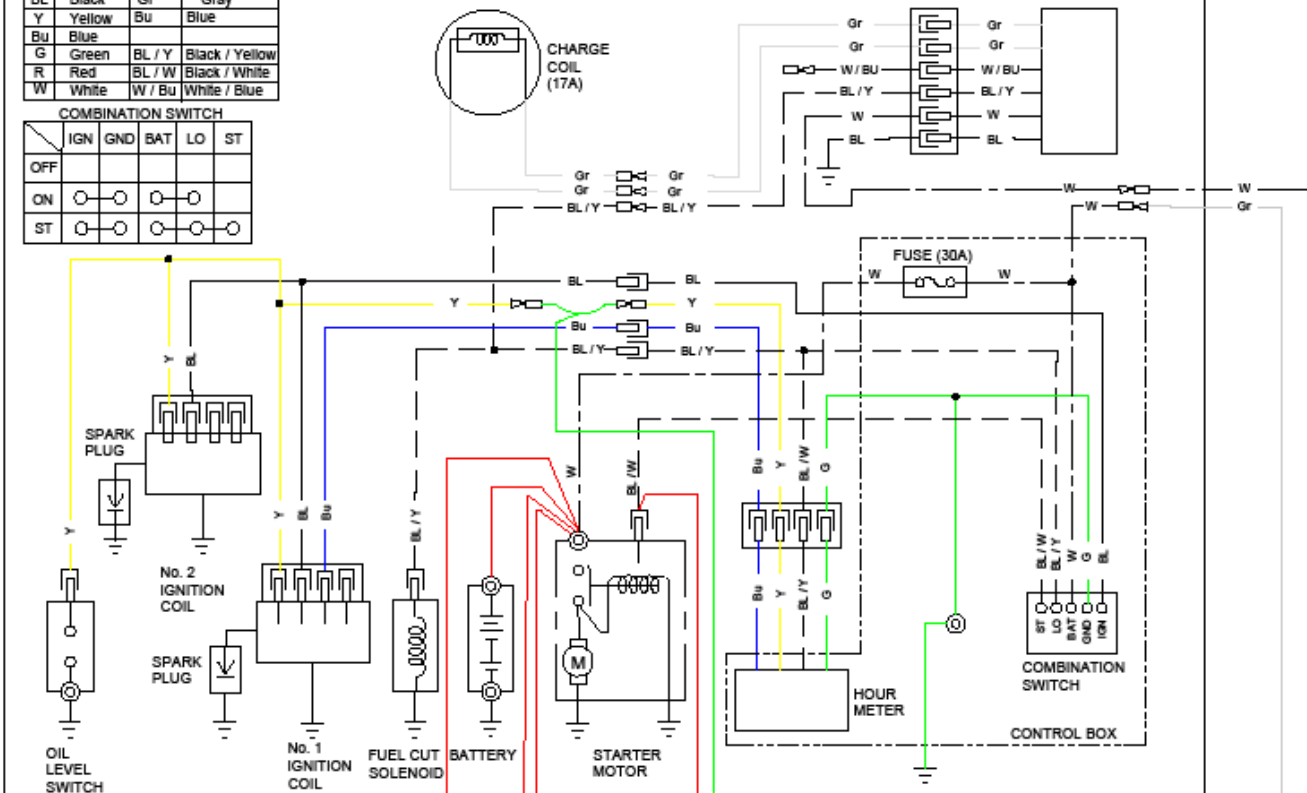 BL Black Gr Gray
Y Yellow Bu Blue
Bu Blue
G Green BL / Y Black / Yellow
R Red BL / W Black / White
W White W / Bu White / Blue
COMBINATION SWITCH
IGN GND BAT LO ST
OFF
ON
ST
CHARGE
COIL
(17A)
Gr Gr
Gr Gr
W / BU W / BU
BL / Y BL / Y
W W
BL BL
Gr Gr
Gr Gr
BL / Y BL / Y
W W
W Gr
FUSE (30A)
W W
BL BL
Y Y
Bu Bu
BL / Y BL / Y
Y BL
SPARK
PLUG
No. 2
IGNITION
COIL
Y
Y BL Bu
SPARK
PLUG
No. 1
IGNITION
COIL
OIL
LEVEL
SWITCH
BL / Y
FUEL CUT
SOLENOID
BATTERY
W BL / W
M
STARTER
MOTOR
Bu Y BL / W G
Bu Y BL / Y G
HOUR
METER
BL / W BL / Y W G BL
ST LO BAT GND IGN
COMBINATION
SWITCH
CONTROL BOX